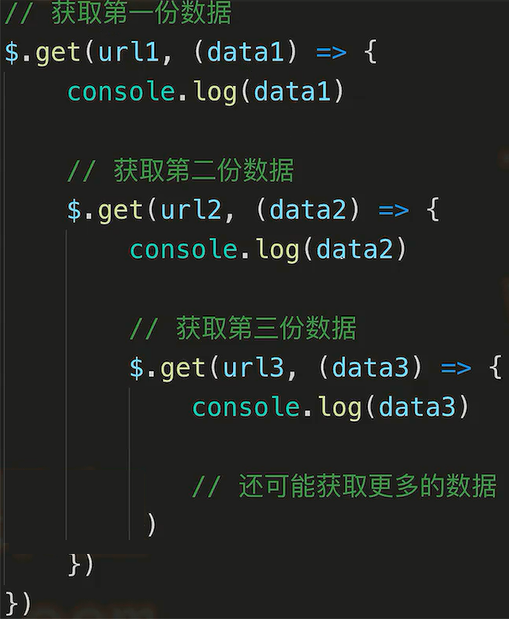 // 获取第一份数据
$.get(url1, (data1) => {
console.log(data1)
// 获取第二份数据
$.get(url2, (data2) => {
console.log(data2)
// 获取第三份数据
$.get(url3, (data3) => {
console.log(data3)
// 还可能获取更多的数据
)
})
})